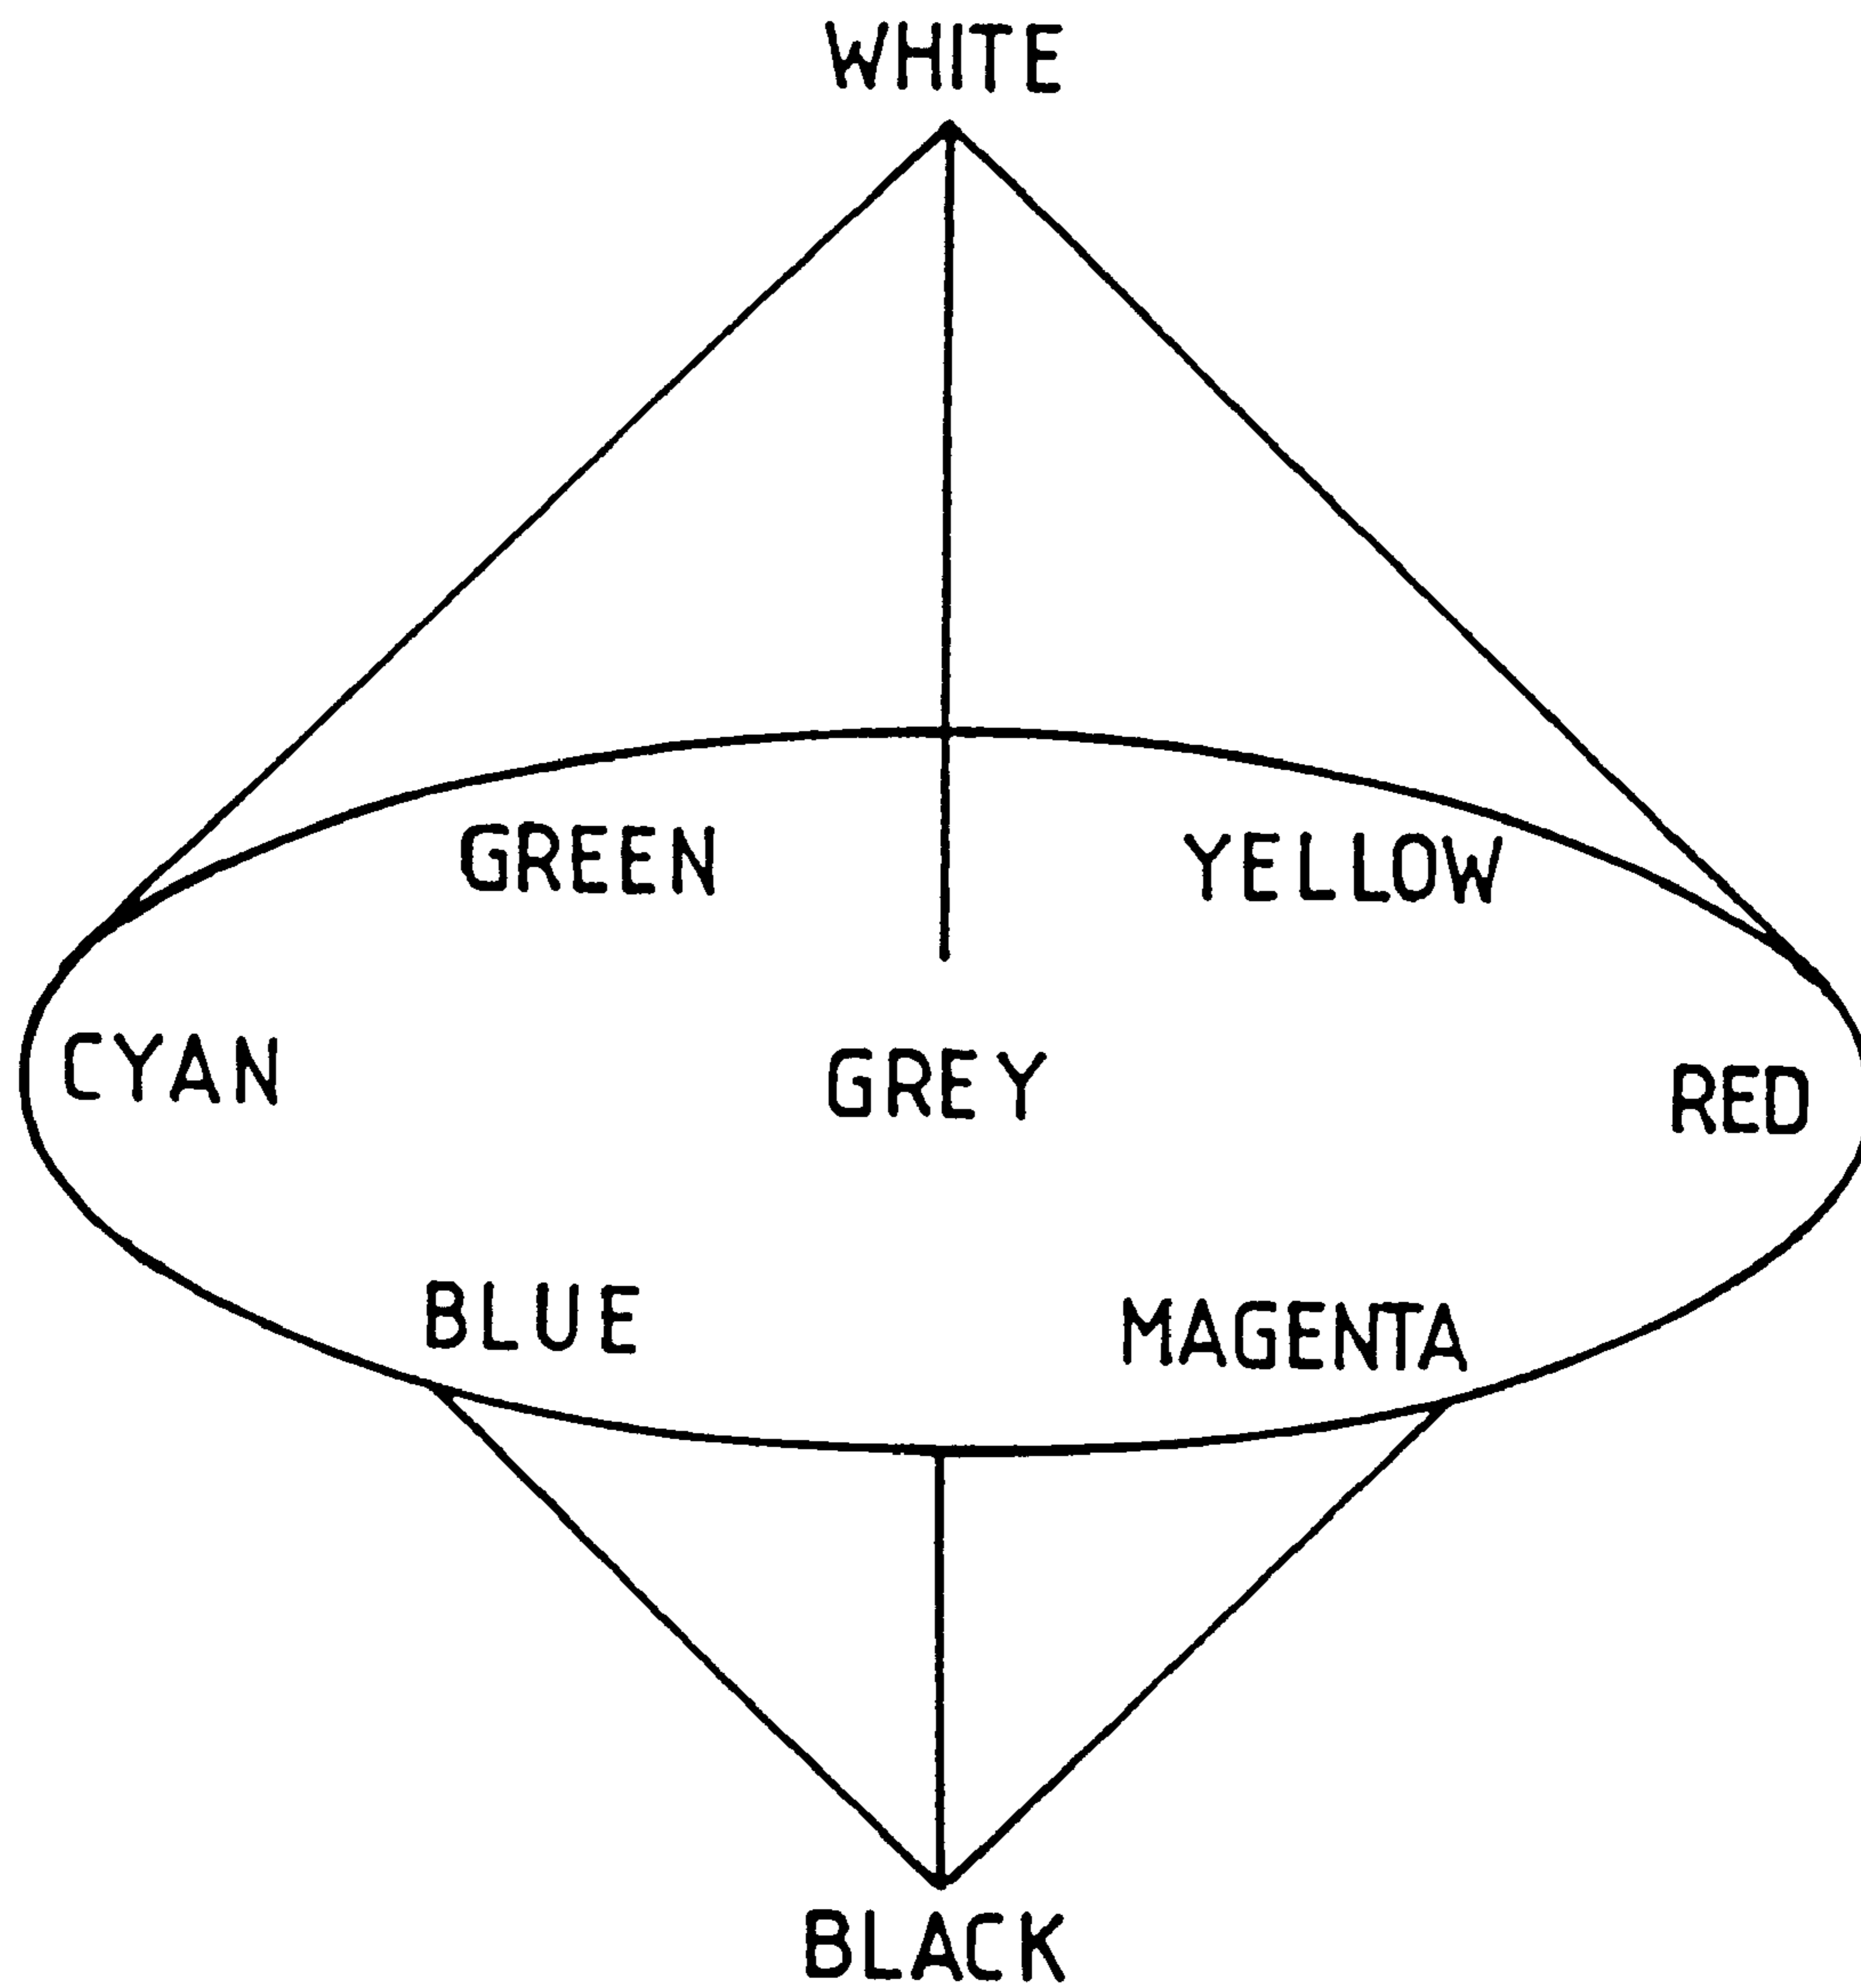 WHITE
GREEN YELLOW
CYAN GREY RED
BLUE MAGENTA
BLACK